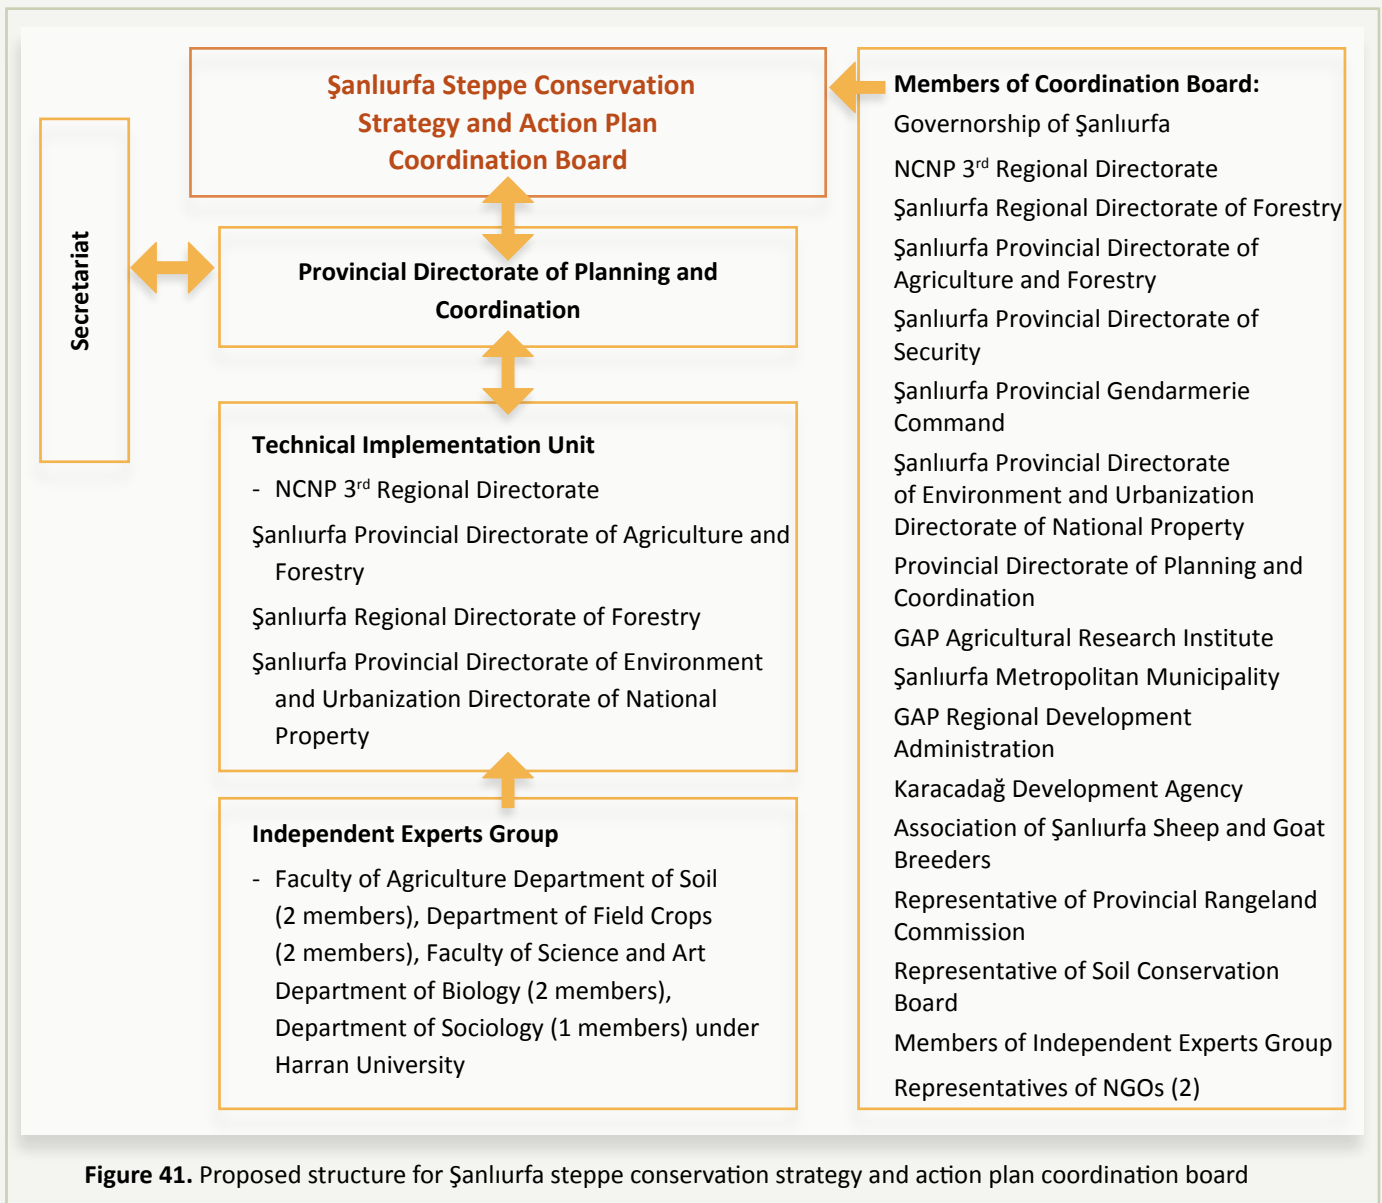 Şanlıurfa Steppe Conservation
Strategy and Action Plan
Coordination Board
Secretariat
Provincial Directorate of Planning and
Coordination
Technical Implementation Unit
- NCNP 3rd Regional Directorate
Şanlıurfa Provincial Directorate of Agriculture and
Forestry
Şanlıurfa Regional Directorate of Forestry
Şanlıurfa Provincial Directorate of Environment
and Urbanization Directorate of National
Property
Independent Experts Group
- Faculty of Agriculture Department of Soil
(2 members), Department of Field Crops
(2 members), Faculty of Science and Art
Department of Biology (2 members),
Department of Sociology (1 members) under
Harran University
Members of Coordination Board:
Governorship of Şanlıurfa
NCNP 3rd Regional Directorate
Şanlıurfa Regional Directorate of Forestry
Şanlıurfa Provincial Directorate of
Agriculture and Forestry
Şanlıurfa Provincial Directorate of
Security
Şanlıurfa Provincial Gendarmerie
Command
Şanlıurfa Provincial Directorate
of Environment and Urbanization
Directorate of National Property
Provincial Directorate of Planning and
Coordination
GAP Agricultural Research Institute
Şanlıurfa Metropolitan Municipality
GAP Regional Development
Administration
Karacadağ Development Agency
Association of Şanlıurfa Sheep and Goat
Breeders
Representative of Provincial Rangeland
Commission
Representative of Soil Conservation
Board
Members of Independent Experts Group
Representatives of NGOs (2)
Figure 41. Proposed structure for Şanlıurfa steppe conservation strategy and action plan coordination board